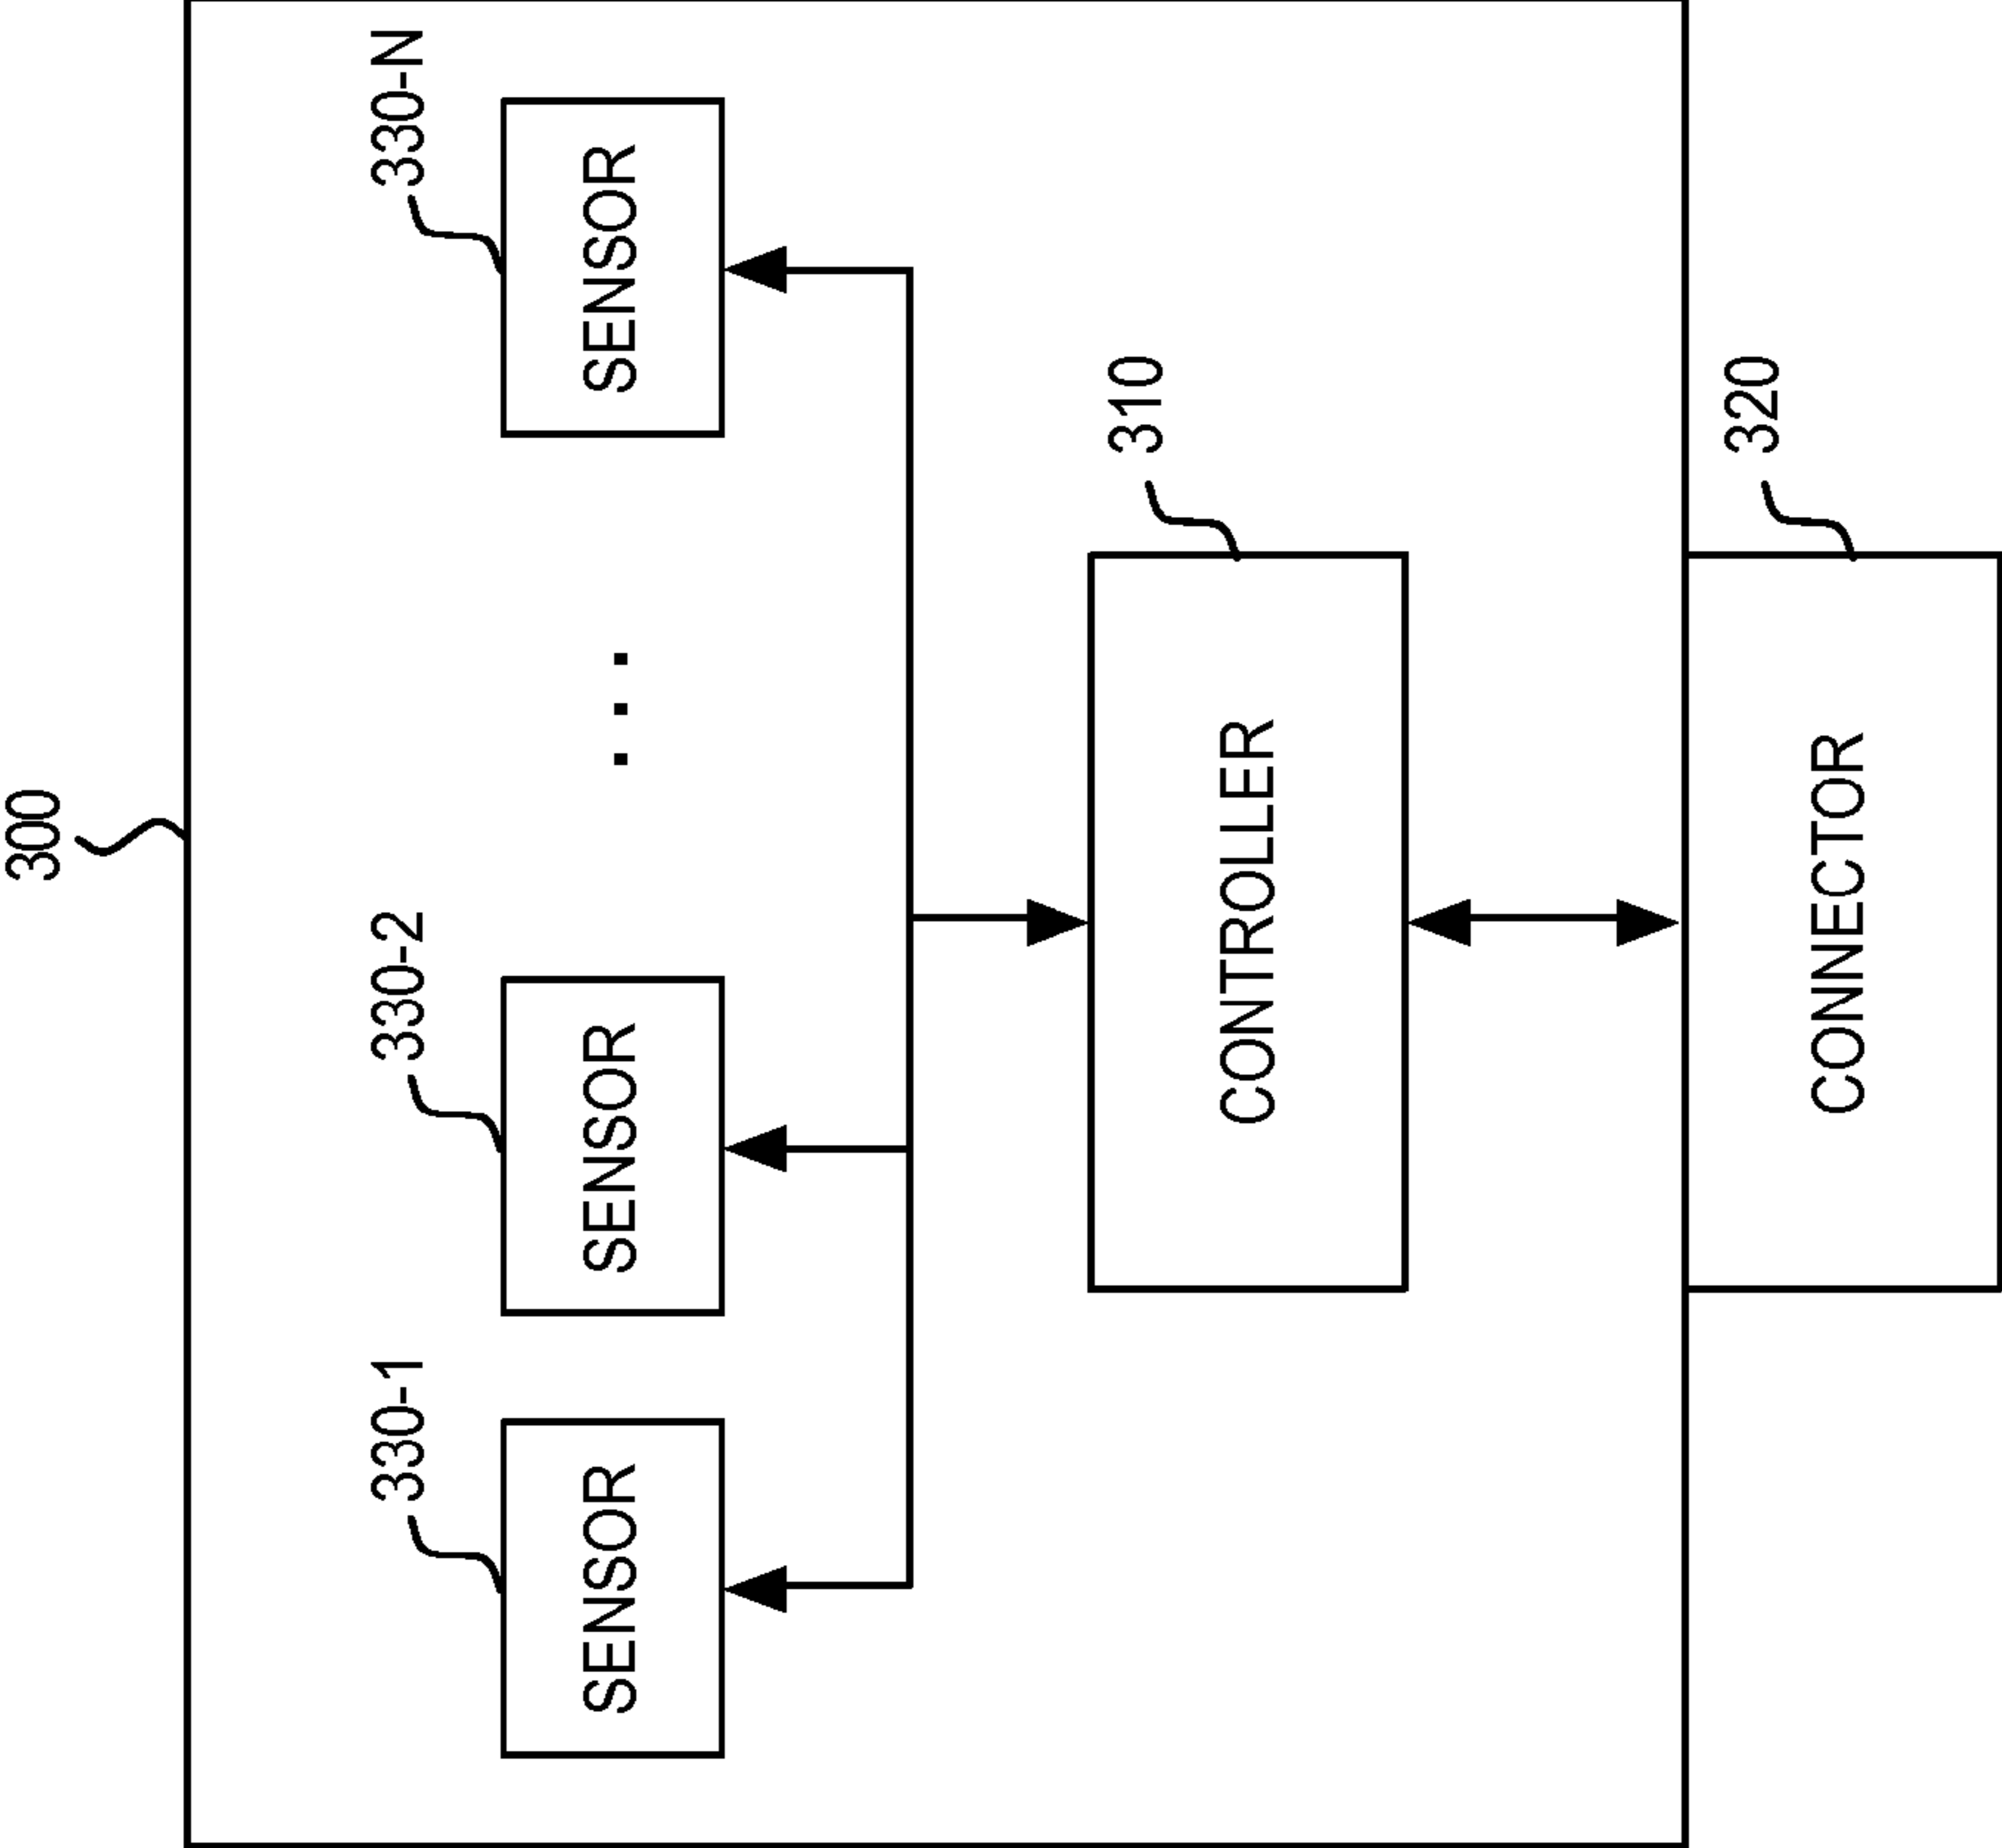 300
330-1
330-2
330-N
SENSOR
SENSOR
...
SENSOR
310
CONTROLLER
320
CONNECTOR